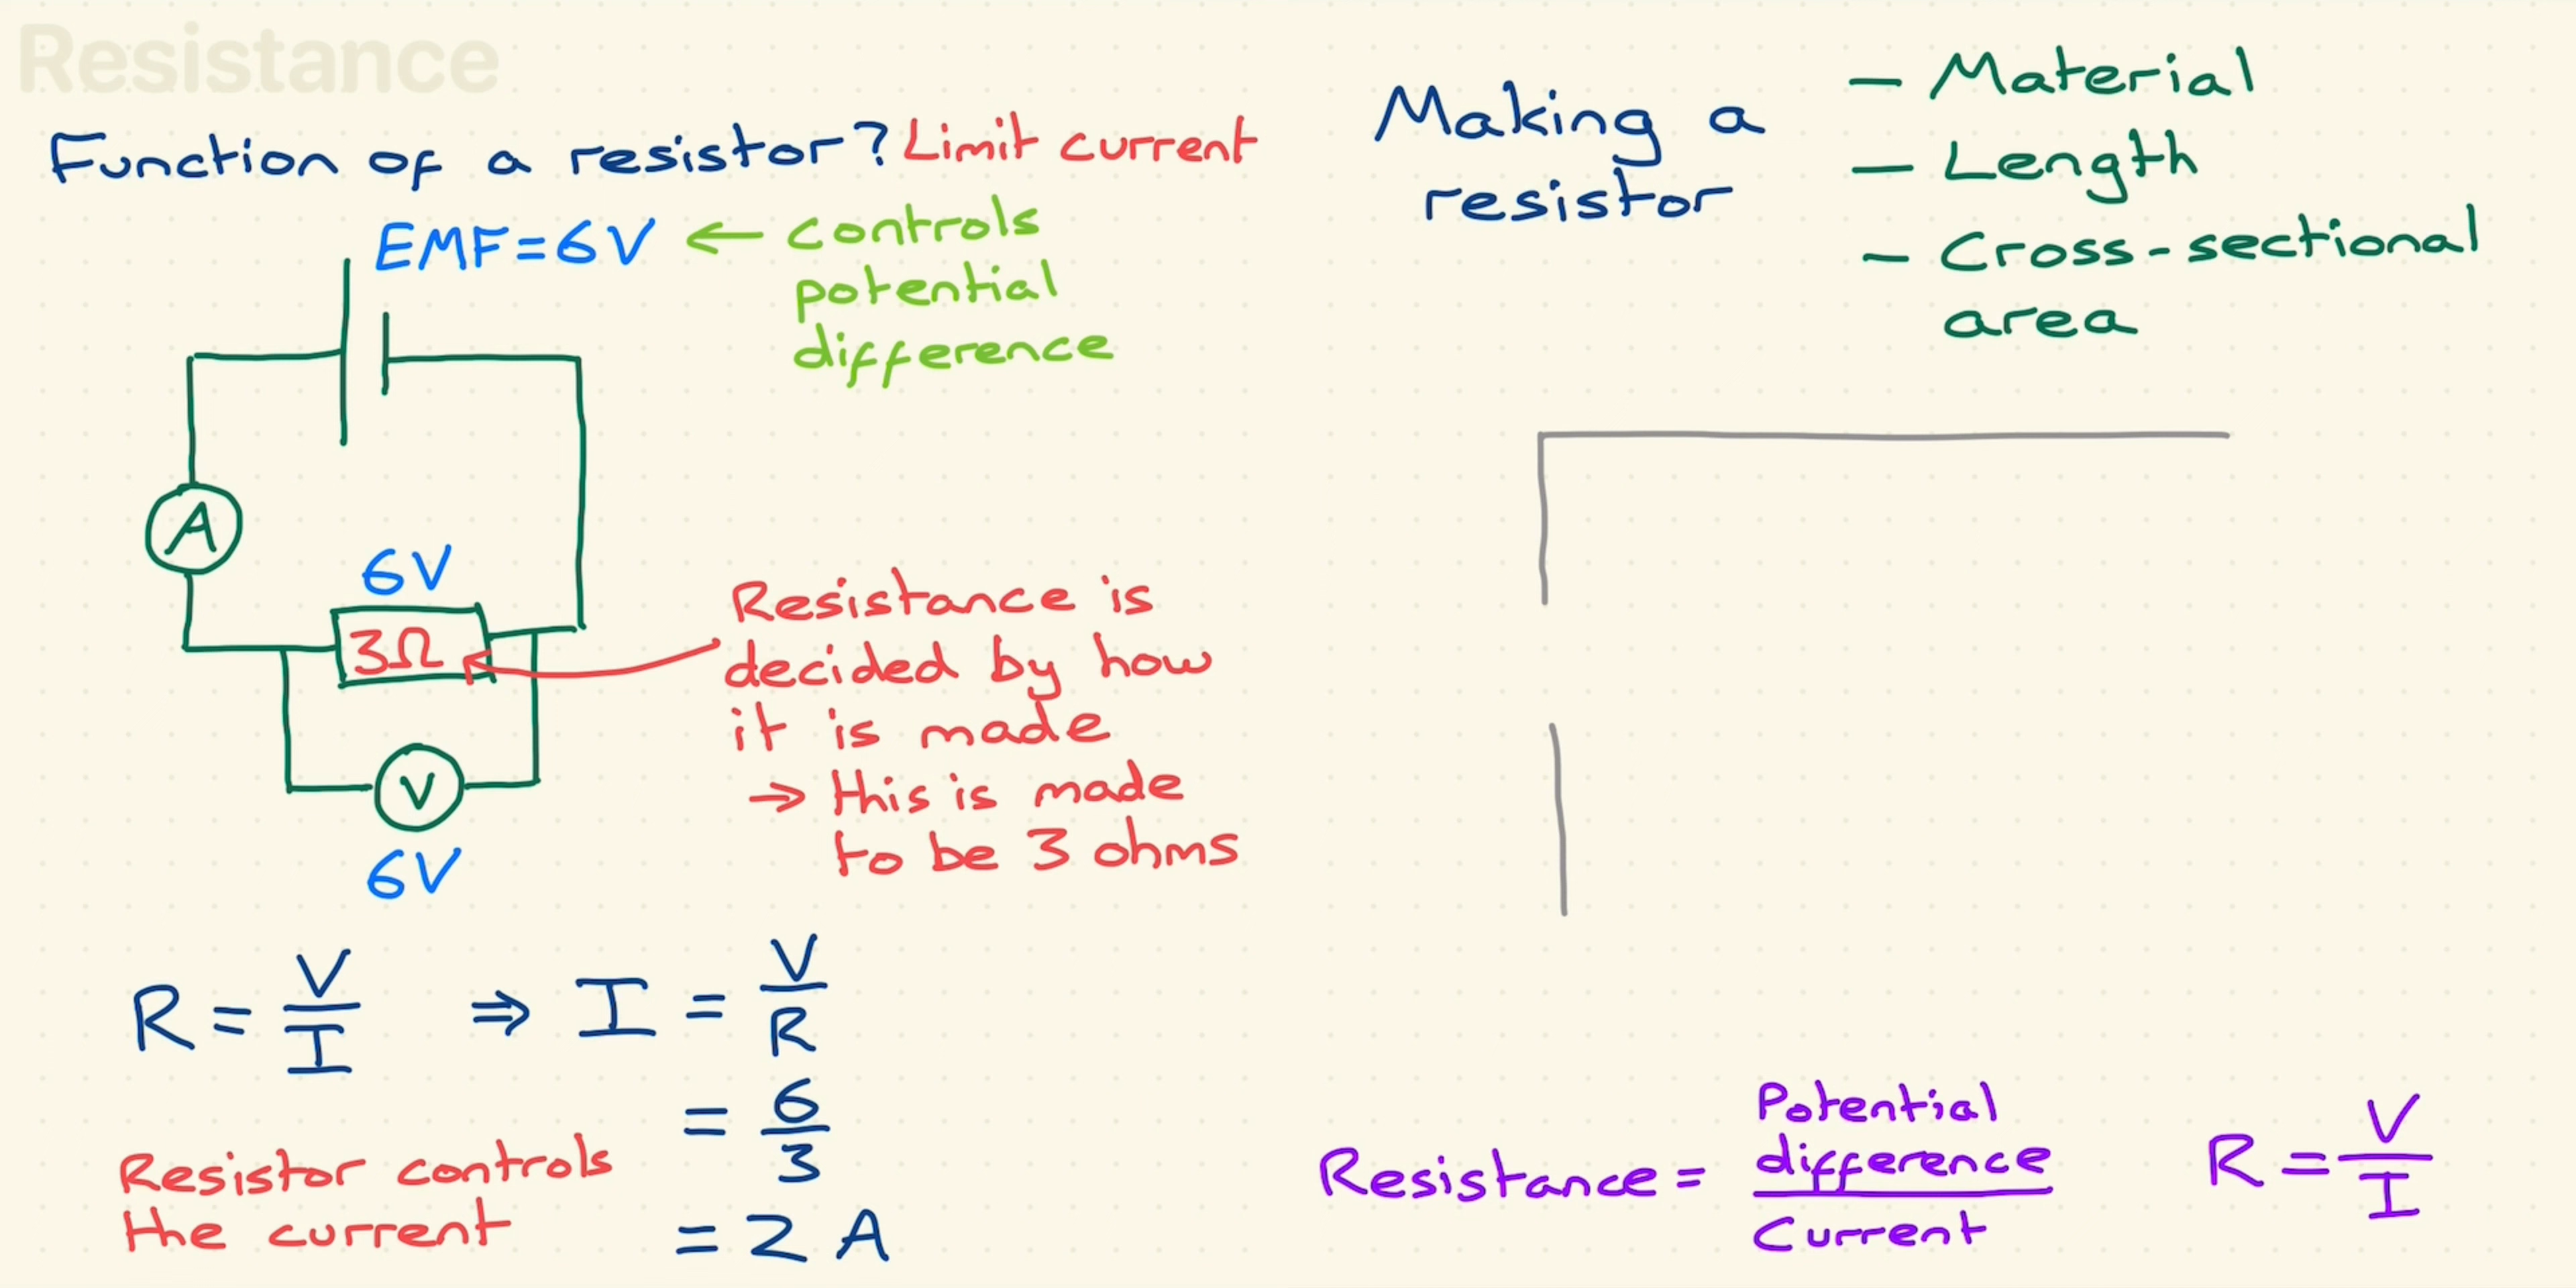 Resistance
Function of a resistor? Limit current
EMF=6V ← controls
potential
difference
A
6V
3Ω
V
6V
Resistance is
decided by how
it is made
→ this is made
to be 3 ohms
R = V/I ⇒ I = V/R
= 6/3
= 2 A
Resistor controls
the current
Making a
resistor
- Material
- Length
- Cross-sectional
area
Resistance = Potential difference / Current
R = V/I